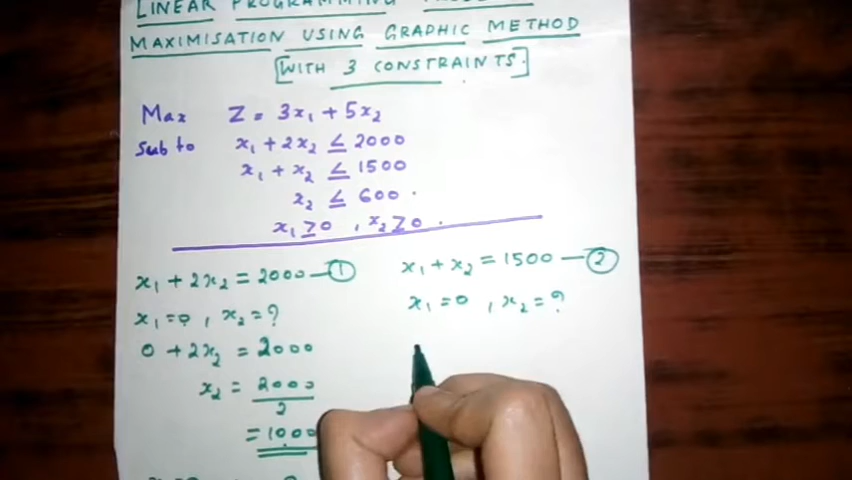 LINEAR PROGRAMMING
MAXIMISATION USING GRAPHIC METHOD
[WITH 3 CONSTRAINTS]
Max Z = 3x₁ + 5x₂
Sub to x₁ + 2x₂ ≤ 2000
x₁ + x₂ ≤ 1500
x₂ ≤ 600
x₁ ≥ 0 , x₂ ≥ 0
x₁ + 2x₂ = 2000 — ①
x₁ = 0 , x₂ = ?
0 + 2x₂ = 2000
x₂ = 2000
2
= 1000
x₁ + x₂ = 1500 — ②
x₁ = 0 , x₂ = ?